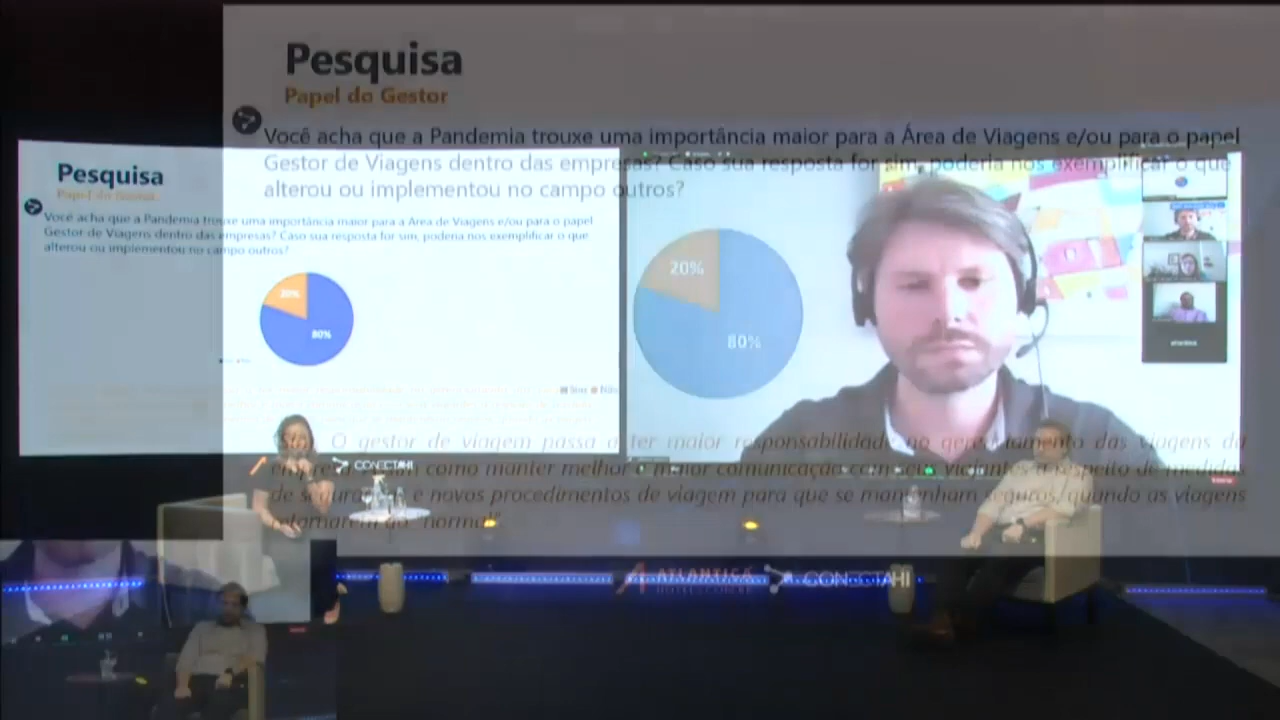 Pesquisa
Papel do Gestor
Você acha que a Pandemia trouxe uma importância maior para a Área de Viagens e/ou para o papel
Gestor de Viagens dentro das empresas? Caso sua resposta for sim, poderia nos exemplificar o que
alterou ou implementou no campo outros?
20%
80%
O gestor de viagem passa a ter maior responsabilidade no gerenciamento das viagens da
como manter melhor e maior comunicação com seus viajantes a respeito de medidas
de segurança e novos procedimentos de viagem para que se mantenham seguros quando as viagens
retornarem ao "normal"
Pesquisa
Papel do Gestor
Você acha que a Pandemia trouxe uma importância maior para a Área de Viagens e/ou para o papel
Gestor de Viagens dentro das empresas? Caso sua resposta for sim, poderia nos exemplificar o que
alterou ou implementou no campo outros?
20%
80%
Sim Não
CONECTAHI
ATLANTICA
CONECTAHI